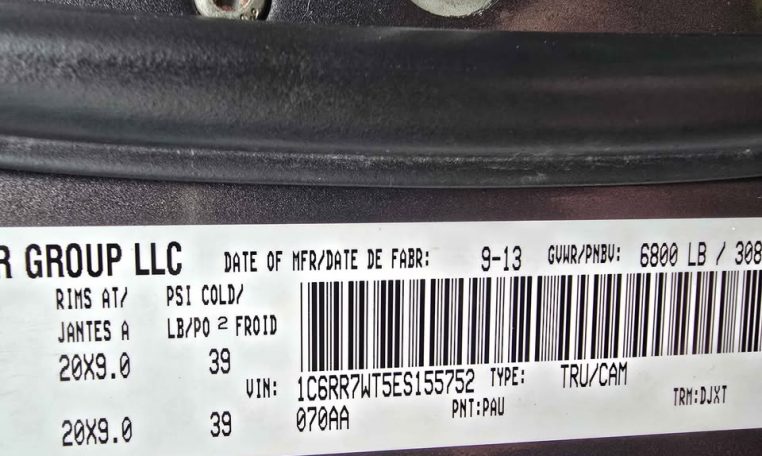 R GROUP LLC DATE OF MFR/DATE DE FABR: 9-13 GVWR/PNBV: 6800 LB / 308
RIMS AT/ PSI COLD/
JANTES A LB/PO 2 FROID
20X9.0 39
VIN: 1C6RR7WT5ES155752 TYPE: TRU/CAM
20X9.0 39 070AA PNT:PAU TRM:DJXT